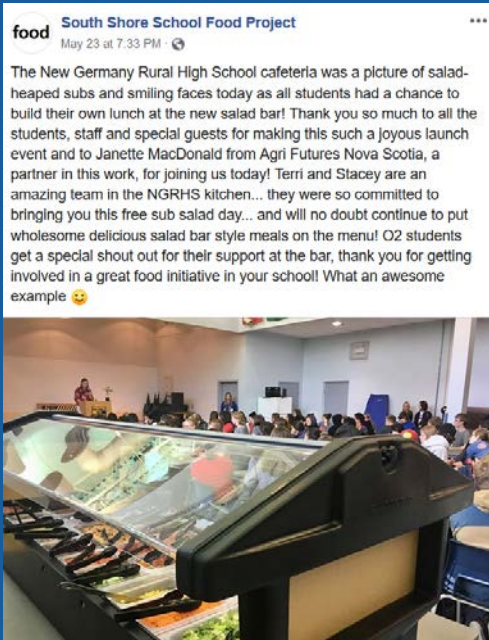 food
South Shore School Food Project
May 23 at 7.33 PM ·
The New Germany Rural High School cafeteria was a picture of salad-
heaped subs and smiling faces today as all students had a chance to
build their own lunch at the new salad bar! Thank you so much to all the
students, staff and special guests for making this such a joyous launch
event and to Janette MacDonald from Agri Futures Nova Scotia, a
partner in this work, for joining us today! Terri and Stacey are an
amazing team in the NGRHS kitchen... they were so committed to
bringing you this free sub salad day... and will no doubt continue to put
wholesome delicious salad bar style meals on the menu! O2 students
get a special shout out for their support at the bar, thank you for getting
involved in a great food initiative in your school! What an awesome
example 😀